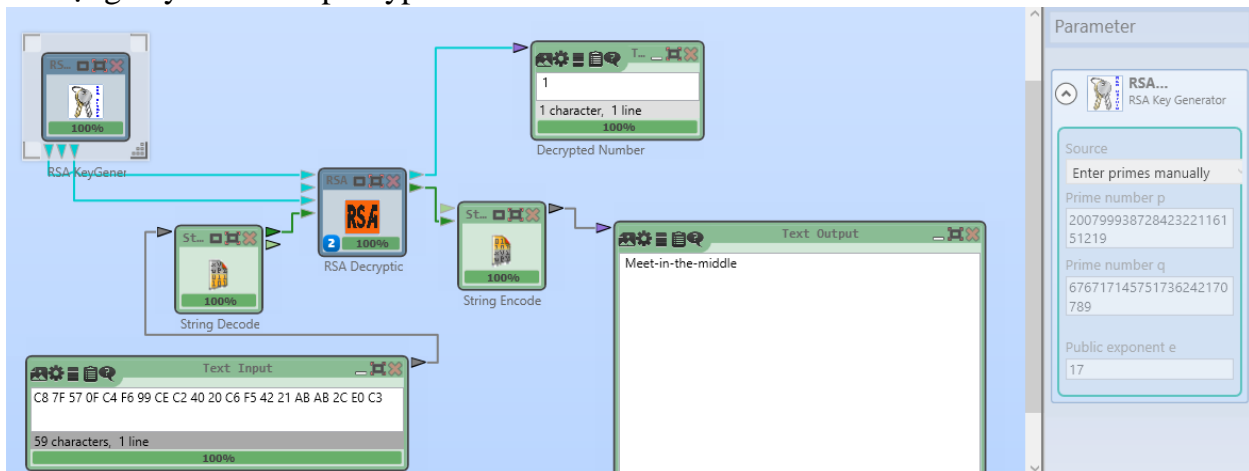 Parameter
RS...
100%
RSA KeyGener
T...
1
1 character, 1 line
100%
Decrypted Number
RSA...
RSA Key Generator
Source
Enter primes manually
Prime number p
200799938728423221161
51219
Prime number q
676717145751736242170
789
Public exponent e
17
RSA
RSA
2
100%
RSA Decryptic
St...
100%
String Decode
St...
100%
String Encode
Text Output
Meet-in-the-middle
Text Input
C8 7F 57 0F C4 F6 99 CE C2 40 20 C6 F5 42 21 AB AB 2C E0 C3
59 characters, 1 line
100%